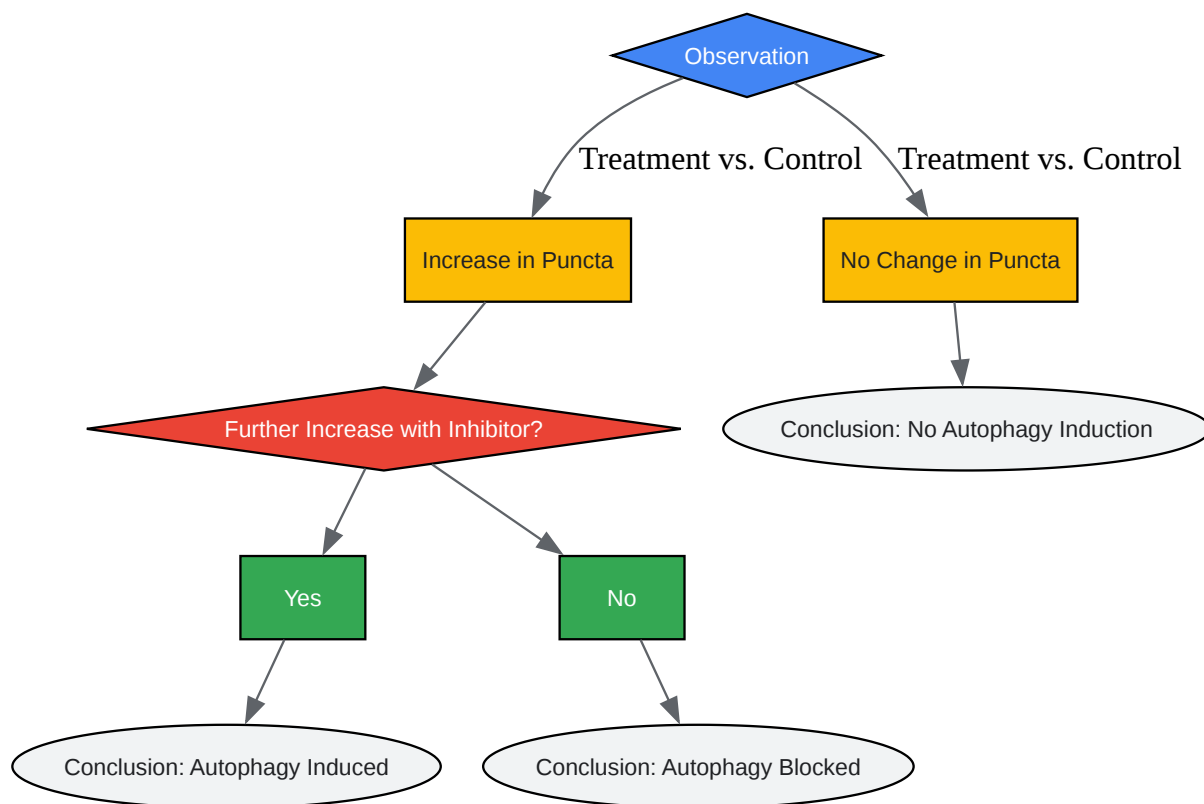 Observation
Treatment vs. Control
Treatment vs. Control
Increase in Puncta
No Change in Puncta
Further Increase with Inhibitor?
Conclusion: No Autophagy Induction
Yes
No
Conclusion: Autophagy Induced
Conclusion: Autophagy Blocked